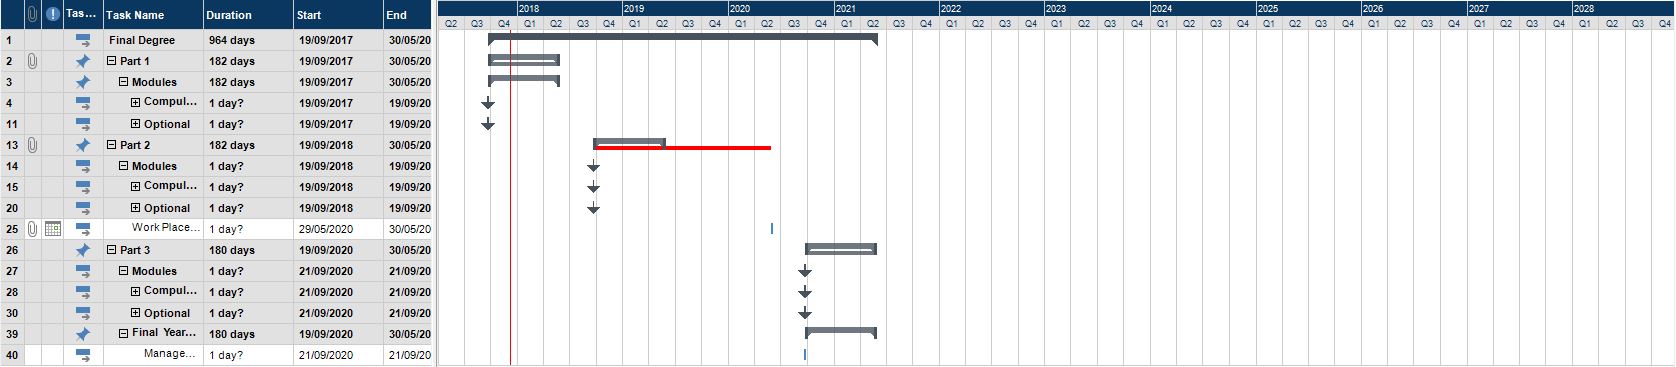 Tas... Task Name Duration Start End 2018 2019 2020 2021 2022 2023 2024 2025 2026 2027 2028
Q2 Q3 Q4 Q1 Q2 Q3 Q4 Q1 Q2 Q3 Q4 Q1 Q2 Q3 Q4 Q1 Q2 Q3 Q4 Q1 Q2 Q3 Q4 Q1 Q2 Q3 Q4 Q1 Q2 Q3 Q4 Q1 Q2 Q3 Q4 Q1 Q2 Q3 Q4 Q1 Q2 Q3 Q4 Q1 Q2 Q3 Q4
1 Final Degree 964 days 19/09/2017 30/05/20
2 Part 1 182 days 19/09/2017 30/05/20
3 Modules 182 days 19/09/2017 30/05/20
4 Compul... 1 day? 19/09/2017 19/09/20
11 Optional 1 day? 19/09/2017 19/09/20
13 Part 2 182 days 19/09/2018 30/05/20
14 Modules 1 day? 19/09/2018 19/09/20
15 Compul... 1 day? 19/09/2018 19/09/20
20 Optional 1 day? 19/09/2018 19/09/20
25 Work Place... 1 day? 29/05/2020 30/05/20
26 Part 3 180 days 19/09/2020 30/05/20
27 Modules 1 day? 21/09/2020 21/09/20
28 Compul... 1 day? 21/09/2020 21/09/20
30 Optional 1 day? 21/09/2020 21/09/20
39 Final Year... 180 days 19/09/2020 30/05/20
40 Manage... 1 day? 21/09/2020 21/09/20